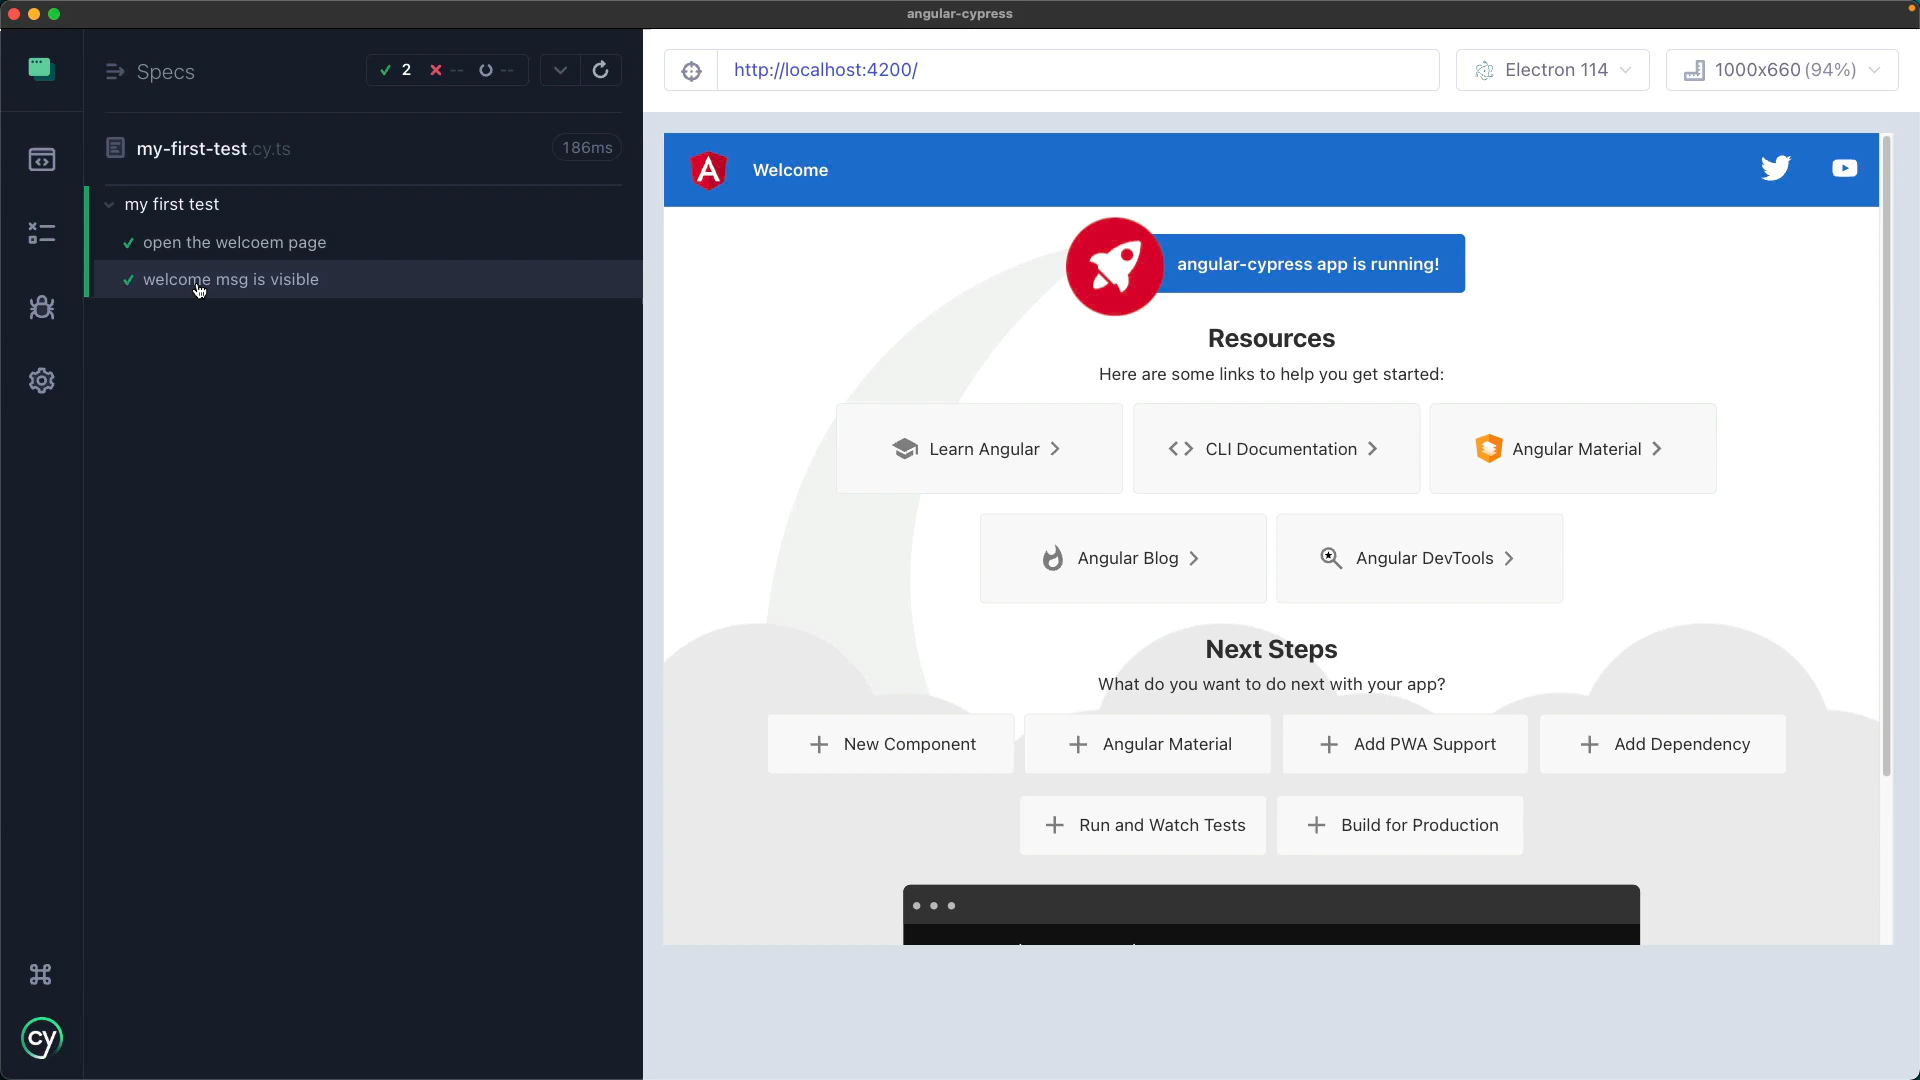 angular-cypress
Specs
2 -- --
http://localhost:4200/
Electron 114
1000x660 (94%)
my-first-test.cy.ts
186ms
my first test
open the welcoem page
welcome msg is visible
cy
A
Welcome
angular-cypress app is running!
Resources
Here are some links to help you get started:
Learn Angular
CLI Documentation
Angular Material
Angular Blog
Angular DevTools
Next Steps
What do you want to do next with your app?
New Component
Angular Material
Add PWA Support
Add Dependency
Run and Watch Tests
Build for Production